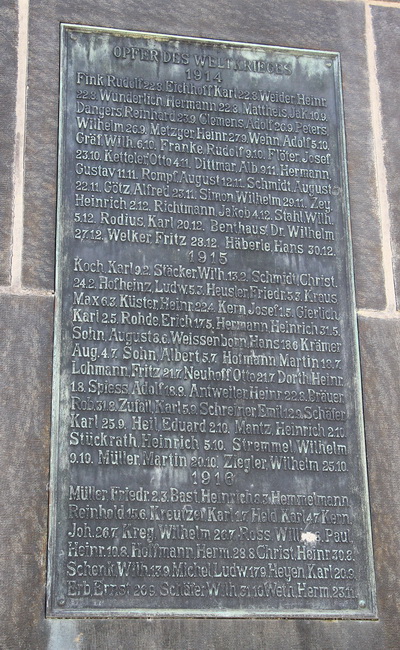 OPFER DES WELTKRIEGES
1914
Fink Rudolf 22.8. Eichhoff Karl 22.8. Weider Heinr.
22.8. Wunderlich Hermann 22.8. Mattheis Jak. 10.9.
Dangers Reinhard 23.9. Clemens Adolf 20.9. Peters
Wilhelm 26.9. Metzger Heinr. 27.9. Wenn, Adolf 5.10.
Gräf Wilh. 6.10. Franke Rudolf 9.10. Flöter, Josef
23.10. Ketteler, Otto 4.11. Dittmar Alb. 9.11. Hermann,
Gustav 11.11. Rompf, August 12.11. Schmidt, August
22.11. Götz Alfred 23.11. Simon Wilhelm 29.11. Zey,
Heinrich 2.12. Richtmann, Jakob 4.12. Stahl, Wilh.
5.12. Rodius, Karl 20.12. Benthaus Dr. Wilhelm
27.12. Welker Fritz 28.12. Häberle, Hans 30.12.
1915
Koch, Karl 9.2. Stäcker Wilh. 13.2. Schmidt, Christ.
24.2. Hofheinz Ludw. 5.3. Heusler Friedr. 5.3. Kraus
Max 6.3. Küster, Heinr. 22.4. Kern Josef 1.5. Gierlich,
Karl 2.5. Rohde, Erich 17.5. Hermann Heinrich 31.5.
Sohn, August 3.6. Weissenborn, Hans 18.6. Krämer
Aug. 4.7. Sohn, Albert 5.7. Hofmann Martin 19.7.
Lohmann, Fritz 21.7. Neuhoff Otto 21.7. Dorth, Heinr.
1.8. Spiess, Adolf 18.8. Antweiler, Heinr. 22.8. Bräuer
Rob. 31.8. Zufall, Karl 5.9. Schreiner Emil 12.9. Schäfer
Karl 25.9. Heil, Eduard 2.10. Mantz, Heinrich 2.10.
Stückrath, Heinrich 5.10. Stremmel Wilhelm
9.10. Müller, Martin 20.10. Ziegler Wilhelm 25.10.
1916
Müller Friedr. 2.3. Bast, Heinrich 8.3. Hemmelmann
Reinhold 15.6. Kreutzer Karl 1.7. Held, Karl 4.7. Kern,
Joh. 26.7. Kreg, Wilhelm 26.7. Ross Wilh. Paul,
Heinr. 10.8. Hoffmann, Herm. 28.8. Christ, Heinr. 30.8.
Schenk Wilh. 13.9. Michel Ludw. 17.9. Heyen, Karl 20.9.
Erb, Ernst 26.9. Schäfer Wilh. 31.10. Weth, Herm. 23.11.